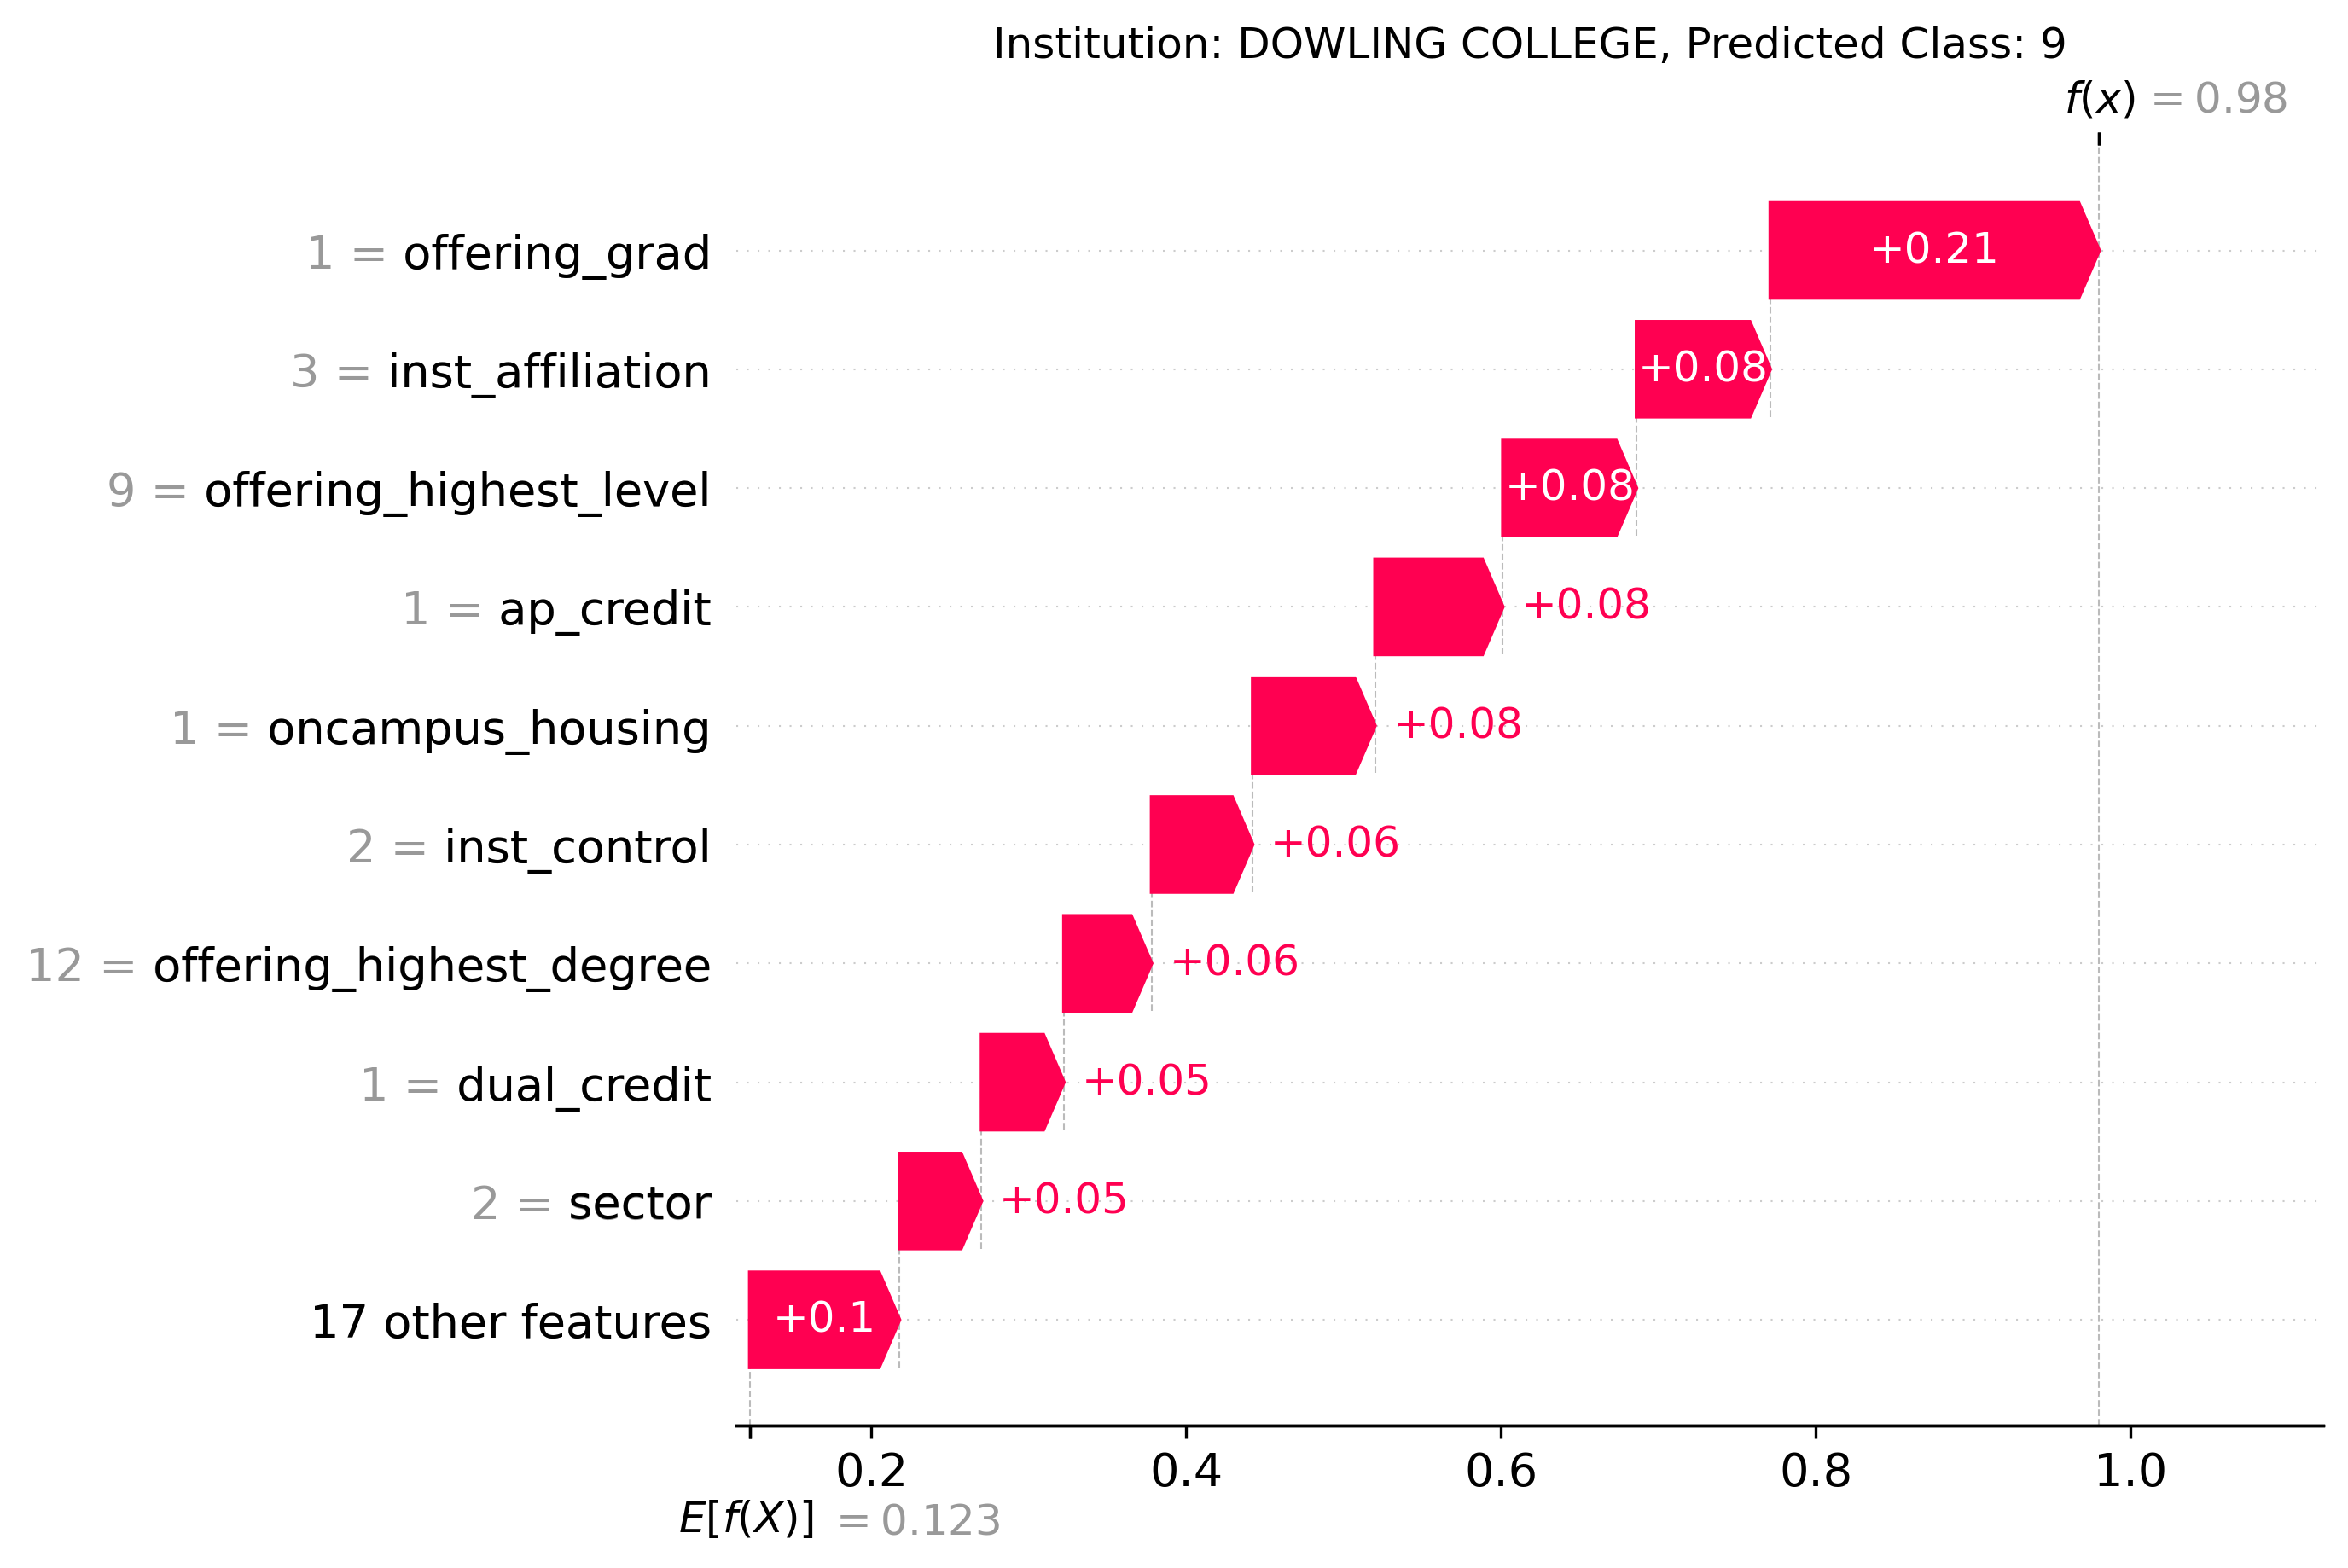 Institution: DOWLING COLLEGE, Predicted Class: 9
f(x) = 0.98
1 = offering_grad +0.21
3 = inst_affiliation +0.08
9 = offering_highest_level +0.08
1 = ap_credit +0.08
1 = oncampus_housing +0.08
2 = inst_control +0.06
12 = offering_highest_degree +0.06
1 = dual_credit +0.05
2 = sector +0.05
17 other features +0.1
0.2 0.4 0.6 0.8 1.0
E[f(X)] = 0.123